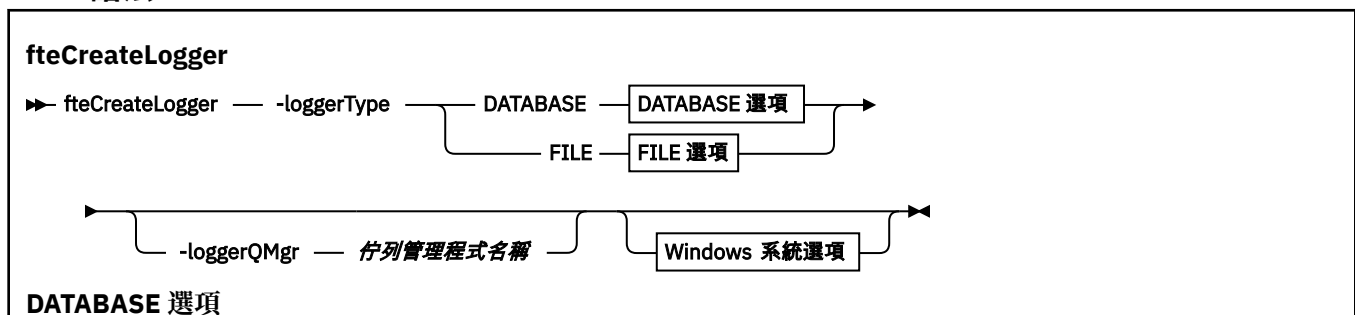 fteCreateLogger
fteCreateLogger -loggerType DATABASE DATABASE 選項
FILE FILE 選項
-loggerQMgr 佇列管理程式名稱 Windows 系統選項
DATABASE 選項